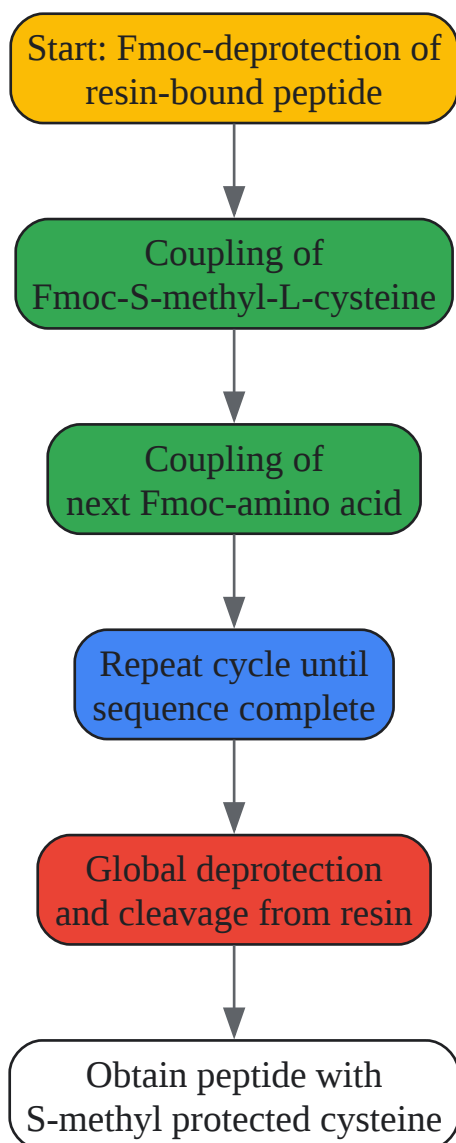 Start: Fmoc-deprotection of
resin-bound peptide
Coupling of
Fmoc-S-methyl-L-cysteine
Coupling of
next Fmoc-amino acid
Repeat cycle until
sequence complete
Global deprotection
and cleavage from resin
Obtain peptide with
S-methyl protected cysteine